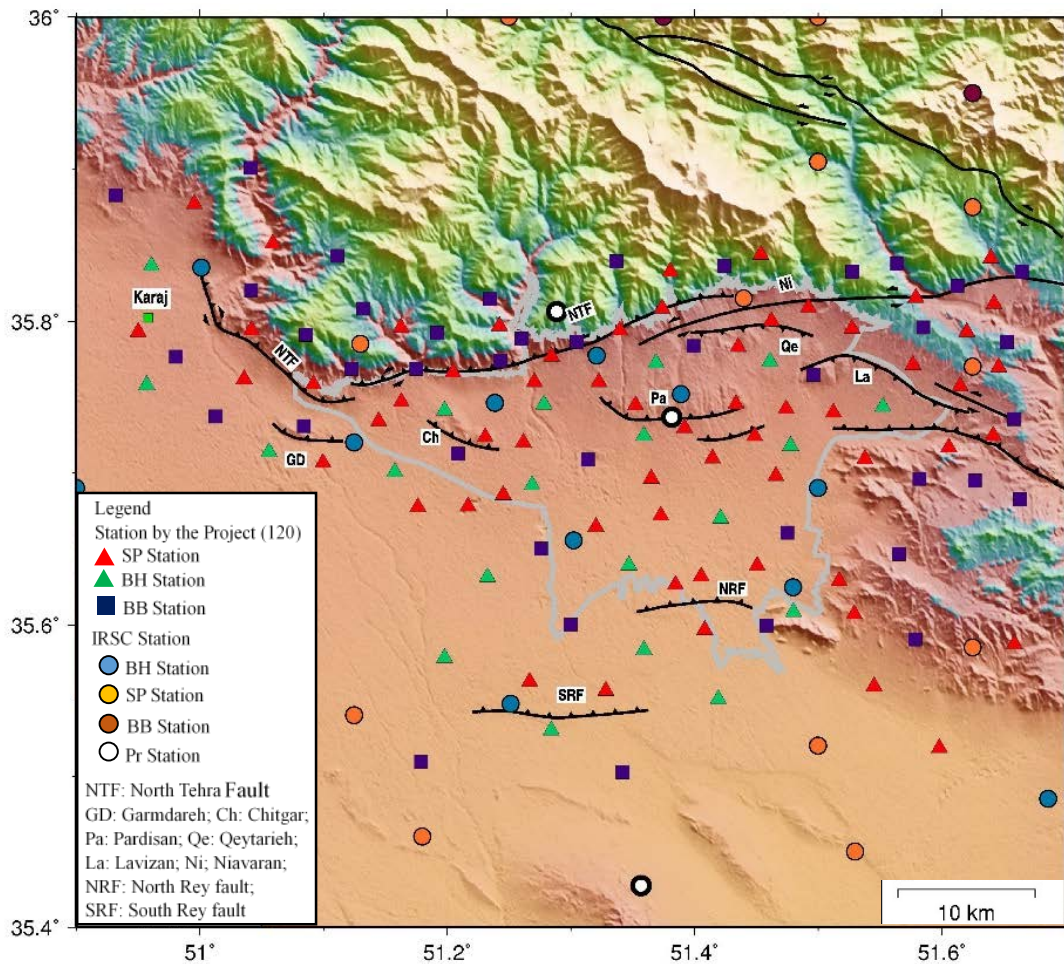 36°
35.8°
35.6°
35.4°
51°
51.2°
51.4°
51.6°
Karaj
NTF
NTF
Ni
Qe
La
Pa
Ch
GD
NRF
SRF
Legend
Station by the Project (120)
SP Station
BH Station
BB Station
IRSC Station
BH Station
SP Station
BB Station
Pr Station
NTF: North Tehra Fault
GD: Garmdareh; Ch: Chitgar;
Pa: Pardisan; Qe: Qeytarieh;
La: Lavizan; Ni; Niavaran;
NRF: North Rey fault;
SRF: South Rey fault
10 km